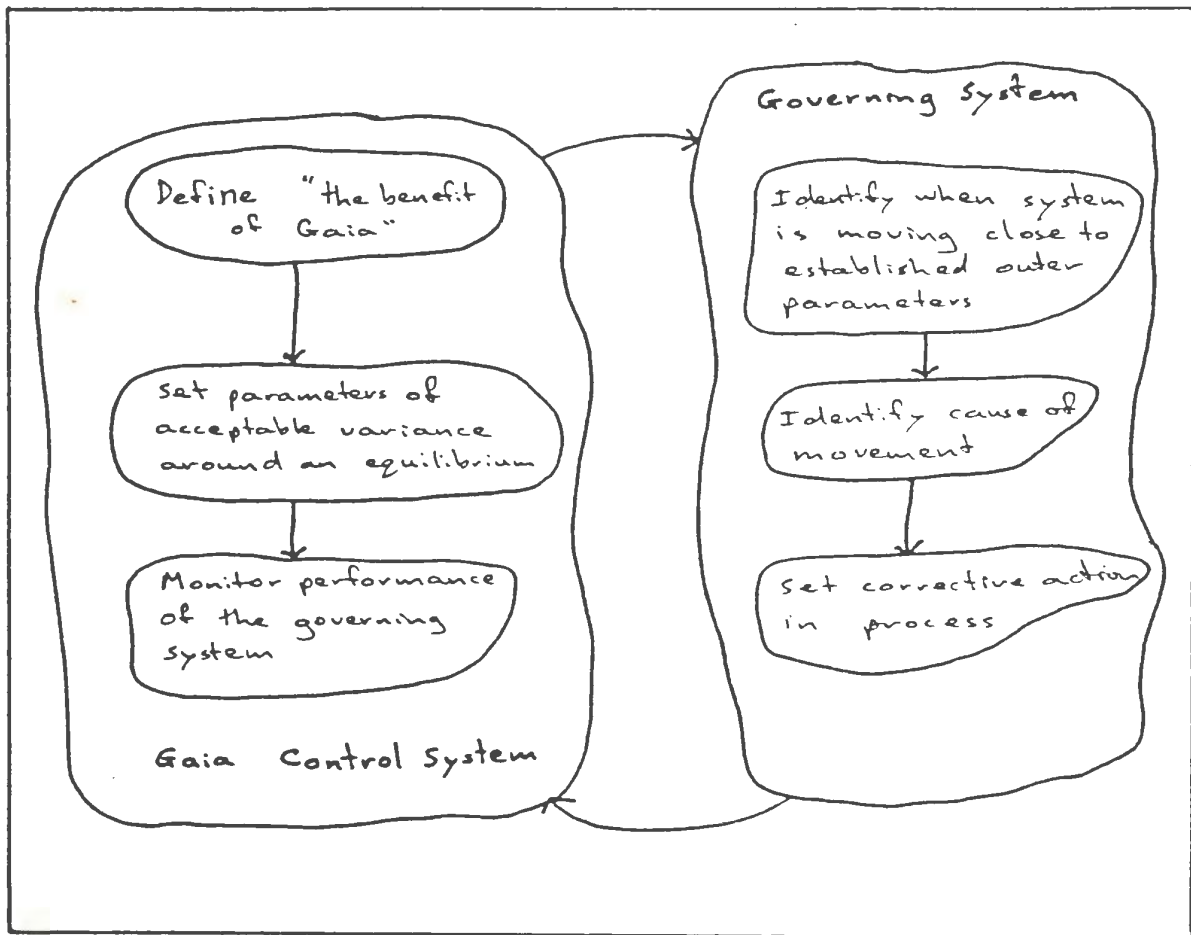 Define "the benefit
of Gaia"
set parameters of
acceptable variance
around an equilibrium
Monitor performance
of the governing
system
Gaia Control System
Governing System
Identify when system
is moving close to
established outer
parameters
Identify cause of
movement
set corrective action
in process